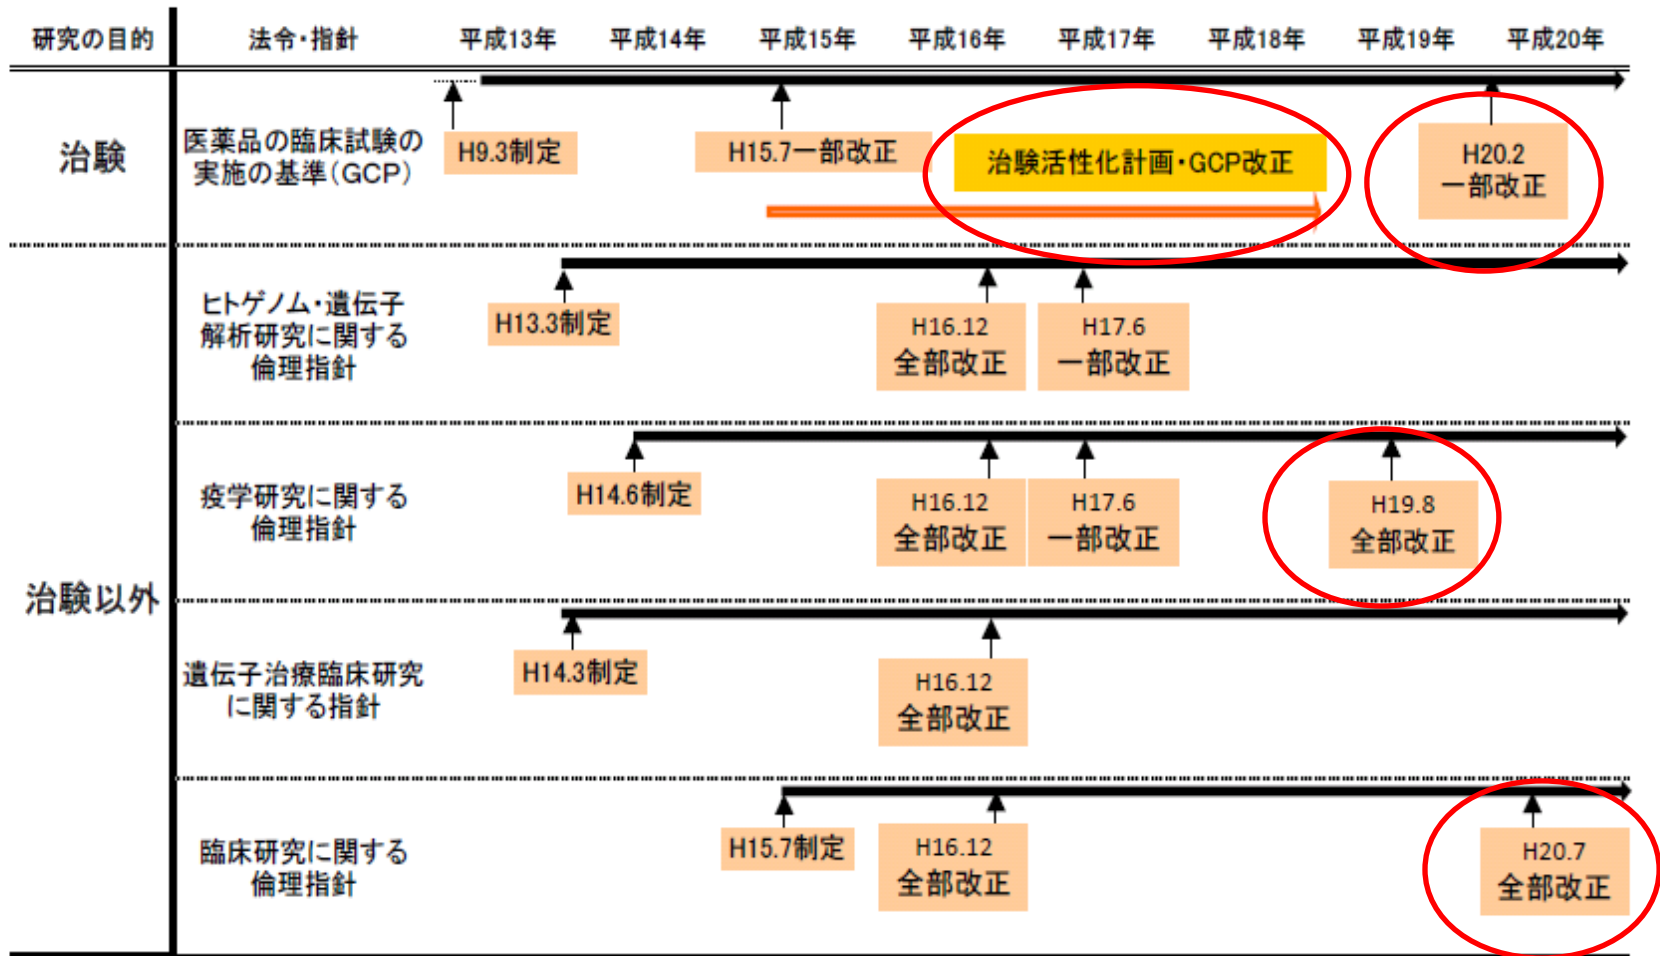 研究の目的
法令・指針
平成13年
平成14年
平成15年
平成16年
平成17年
平成18年
平成19年
平成20年
治験
医薬品の臨床試験の
実施の基準(GCP)
H9.3制定
H15.7一部改正
治験活性化計画・GCP改正
H20.2
一部改正
治験以外
ヒトゲノム・遺伝子
解析研究に関する
倫理指針
H13.3制定
H16.12
全部改正
H17.6
一部改正
疫学研究に関する
倫理指針
H14.6制定
H16.12
全部改正
H17.6
一部改正
H19.8
全部改正
遺伝子治療臨床研究
に関する指針
H14.3制定
H16.12
全部改正
臨床研究に関する
倫理指針
H15.7制定
H16.12
全部改正
H20.7
全部改正